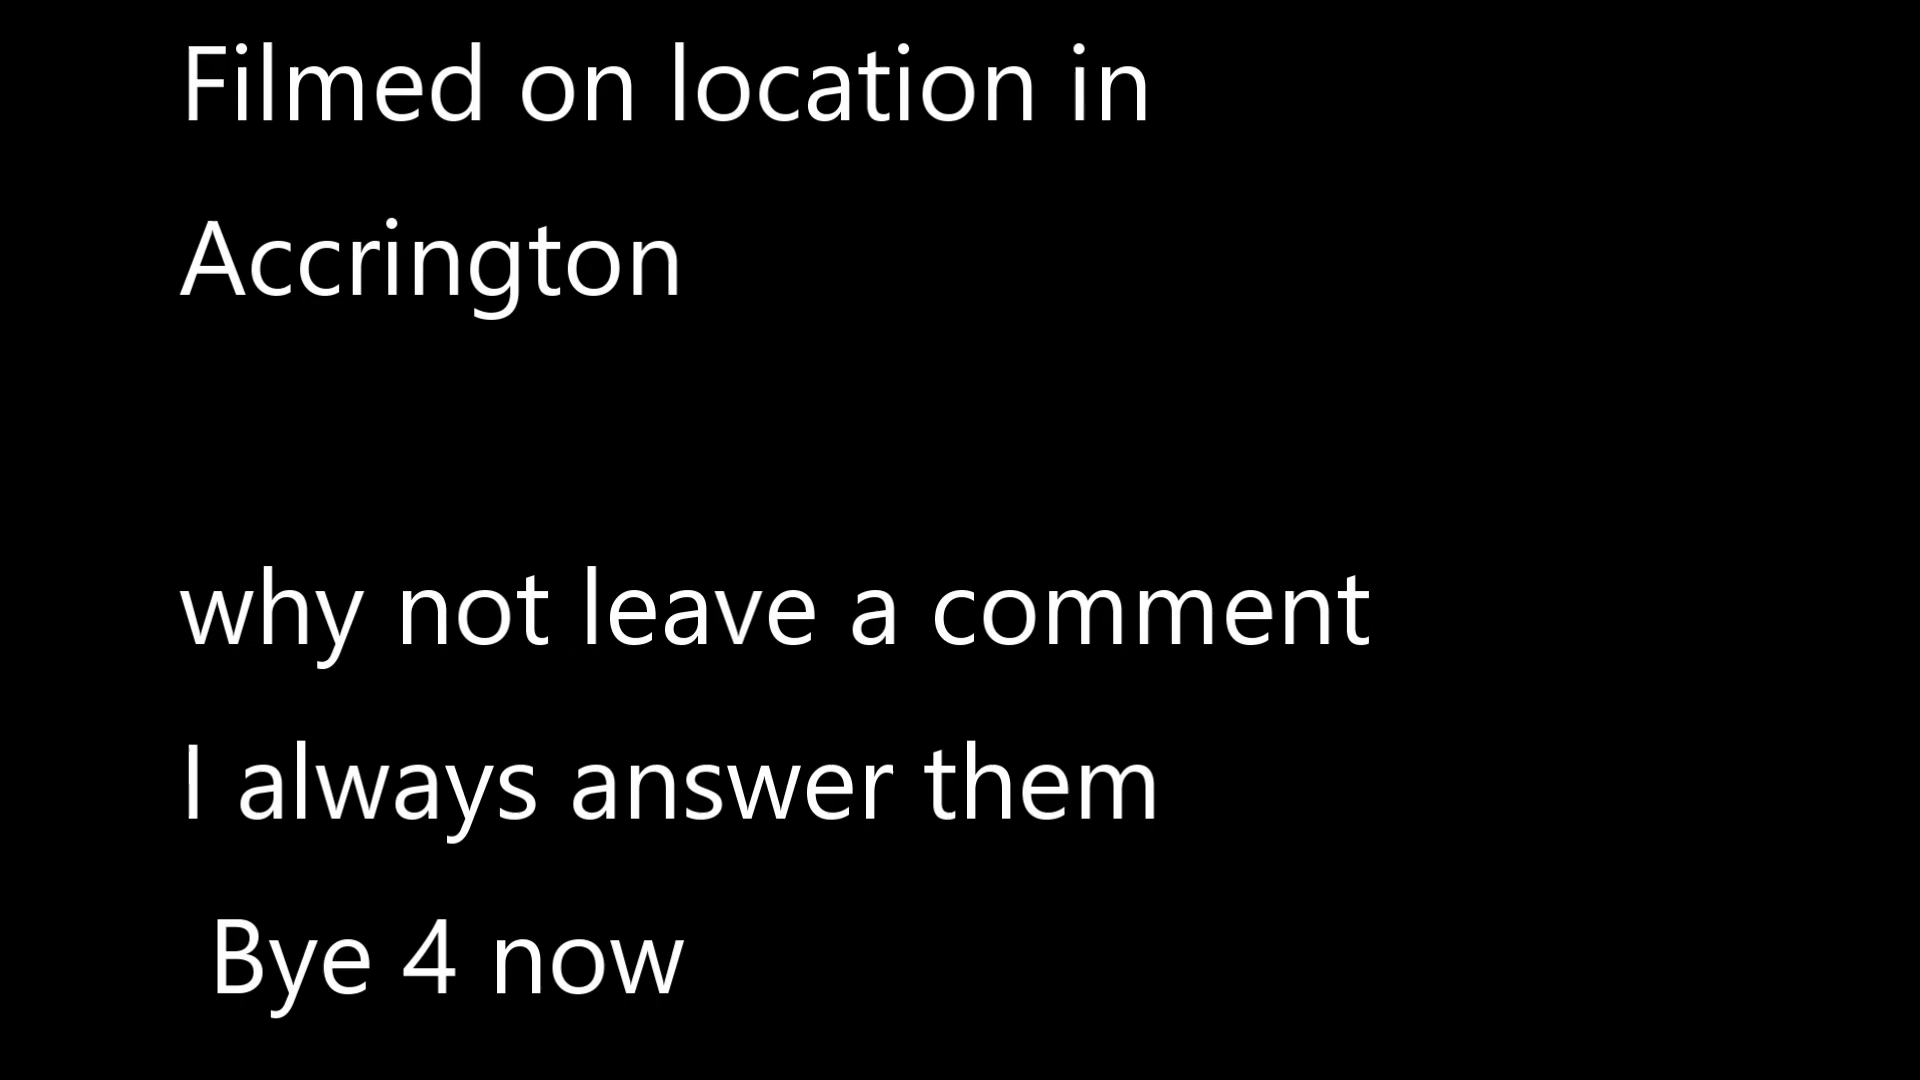 Filmed on location in
Accrington
why not leave a comment
I always answer them
Bye 4 now